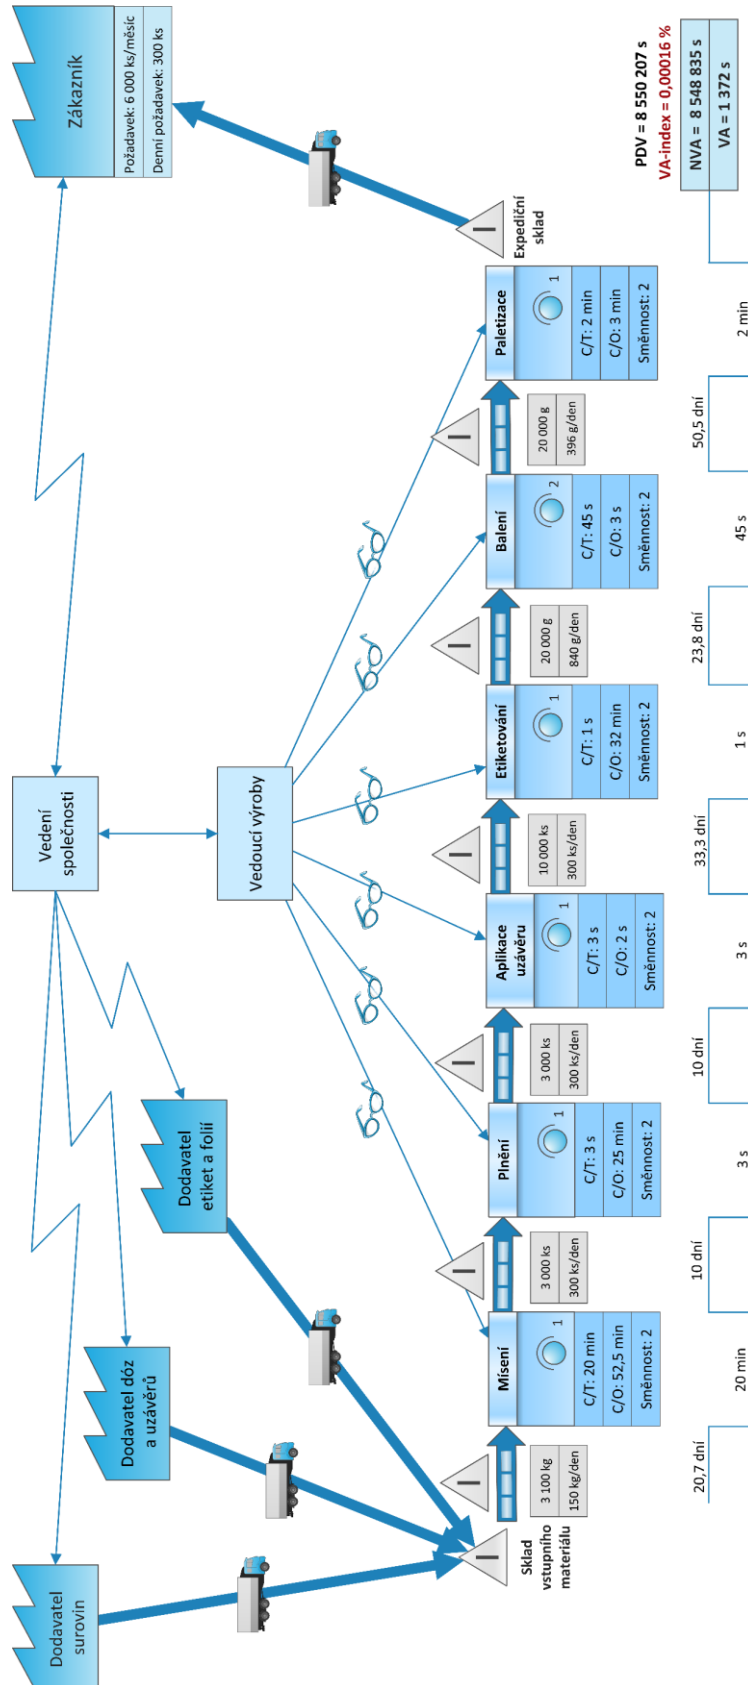 Dodavatel
surovin
Dodavatel dóz
a uzávěrů
Dodavatel
etiket a folií
Vedení
společnosti
Zákazník
Požadavek: 6 000 ks/měsíc
Denní požadavek: 300 ks
Vedoucí výroby
I
Sklad
vstupního
materiálu
I
3 100 kg
150 kg/den
Mísení
1
C/T: 20 min
C/O: 52,5 min
Směnnost: 2
I
3 000 ks
300 ks/den
Plnění
1
C/T: 3 s
C/O: 25 min
Směnnost: 2
I
3 000 ks
300 ks/den
Aplikace
uzávěru
1
C/T: 3 s
C/O: 2 s
Směnnost: 2
I
10 000 ks
300 ks/den
Etiketování
1
C/T: 1 s
C/O: 32 min
Směnnost: 2
I
20 000 g
840 g/den
Balení
2
C/T: 45 s
C/O: 3 s
Směnnost: 2
I
20 000 g
396 g/den
Paletizace
1
C/T: 2 min
C/O: 3 min
Směnnost: 2
I
Expediční
sklad
20,7 dní
20 min
10 dní
3 s
10 dní
3 s
33,3 dní
1 s
23,8 dní
45 s
50,5 dní
2 min
PDV = 8 550 207 s
VA-index = 0,00016 %
NVA = 8 548 835 s
VA = 1 372 s